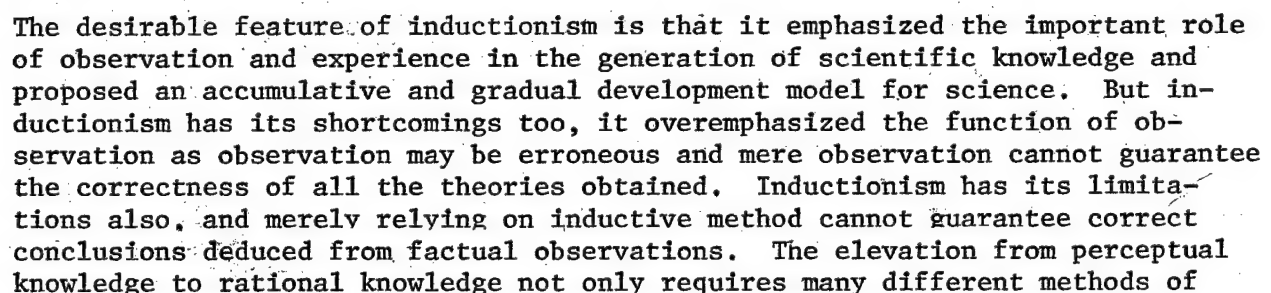 The desirable feature of inductionism is that it emphasized the important role
of observation and experience in the generation of scientific knowledge and
proposed an accumulative and gradual development model for science. But in-
ductionism has its shortcomings too, it overemphasized the function of ob-
servation as observation may be erroneous and mere observation cannot guarantee
the correctness of all the theories obtained. Inductionism has its limita-
tions also, and merely relying on inductive method cannot guarantee correct
conclusions deduced from factual observations. The elevation from perceptual
knowledge to rational knowledge not only requires many different methods of